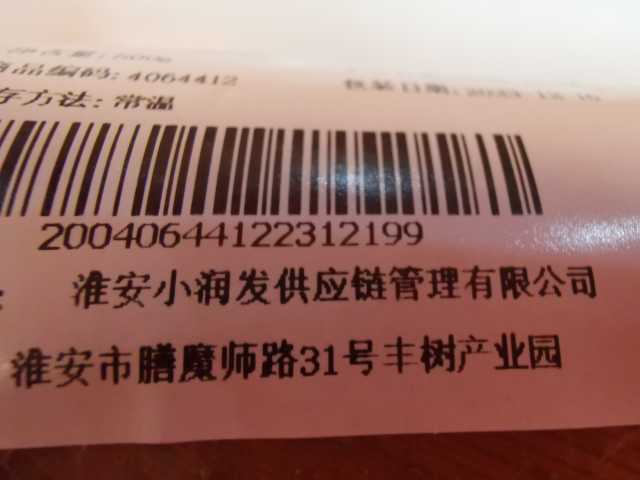 商品编码: 4064412
存方法: 常温
20040644122312199
淮安小润发供应链管理有限公司
淮安市膳魔师路31号丰树产业园